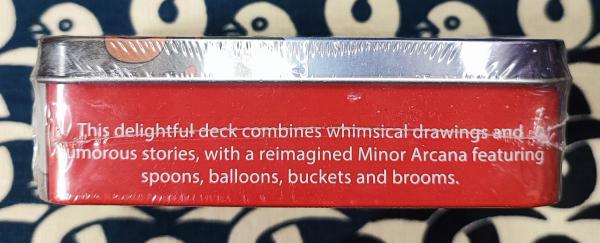 This delightful deck combines whimsical drawings and
humorous stories, with a reimagined Minor Arcana featuring
spoons, balloons, buckets and brooms.